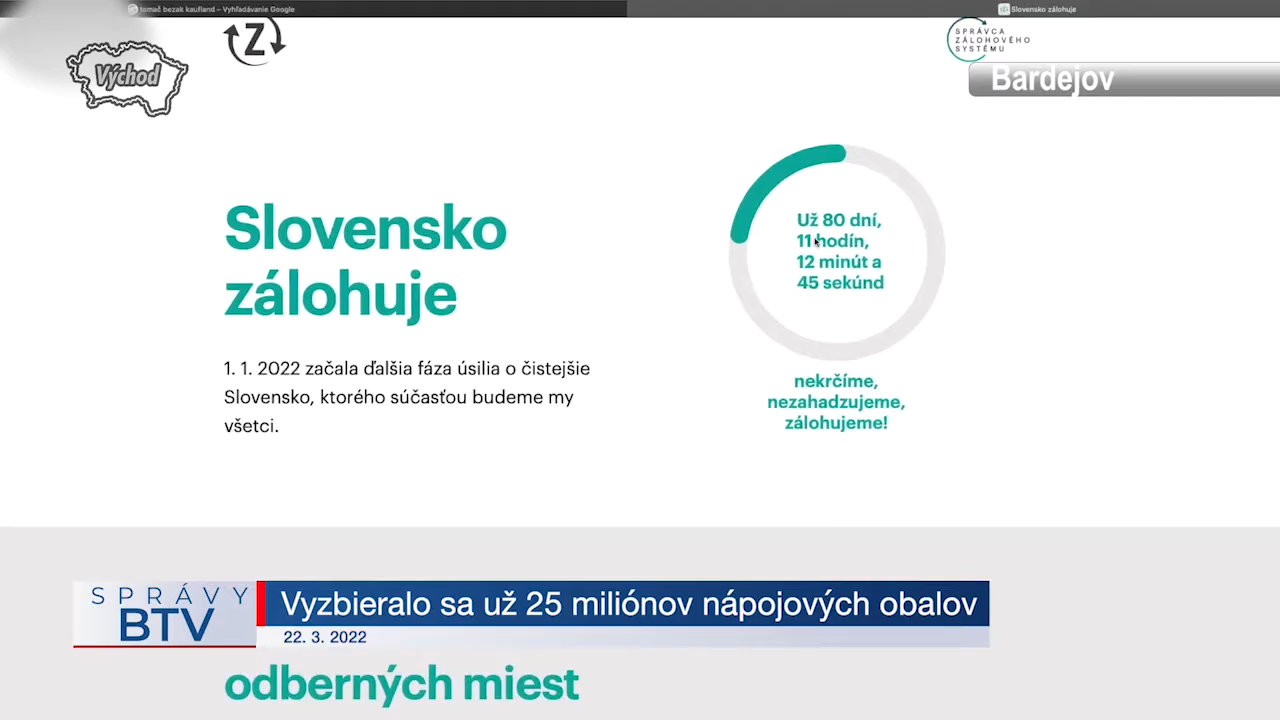 tomač bezak kaufland – Vyhľadávanie Google
Slovensko zálohuje
Východ
Z
SPRÁVCA
ZÁLOHOVÉHO
SYSTÉMU
Bardejov
Slovensko
zálohuje
1. 1. 2022 začala ďalšia fáza úsilia o čistejšie
Slovensko, ktorého súčasťou budeme my
všetci.
Už 80 dní,
11 hodín,
12 minút a
45 sekúnd
nekrčíme,
nezahadzujeme,
zálohujeme!
SPRÁVY
BTV
Vyzbieralo sa už 25 miliónov nápojových obalov
22. 3. 2022
odberných miest